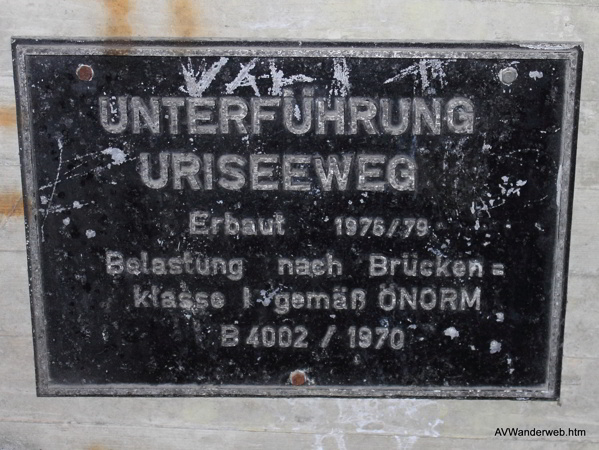 UNTERFÜHRUNG
URISEEWEG
Erbaut 1976/79
Belastung nach Brücken=
klasse I gemäß ÖNORM
B 4002 / 1970
AVWanderweb.htm